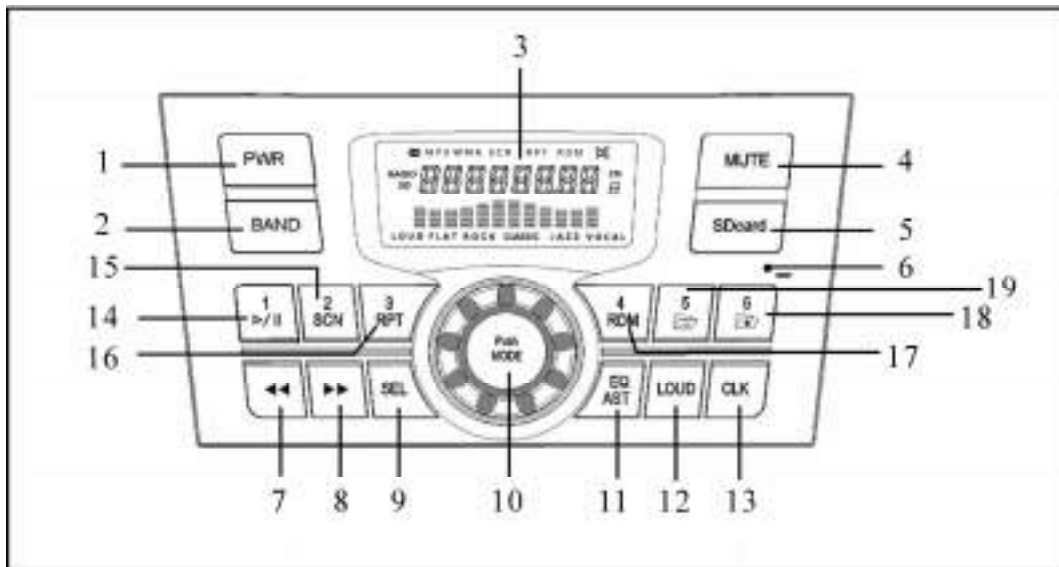 3
1
PWR
MP3 WMA SCN RPT RDM
MUTE
4
RADIO
SD
2
BAND
LOUD FLAT ROCK CLASSIC JAZZ VOCAL
SDcard
5
6
15
19
14
1
2
SCN
3
RPT
4
RDM
5
6
18
16
Push
MODE
17
SEL
EQ
AST
LOUD
CLK
7 8 9 10 11 12 13